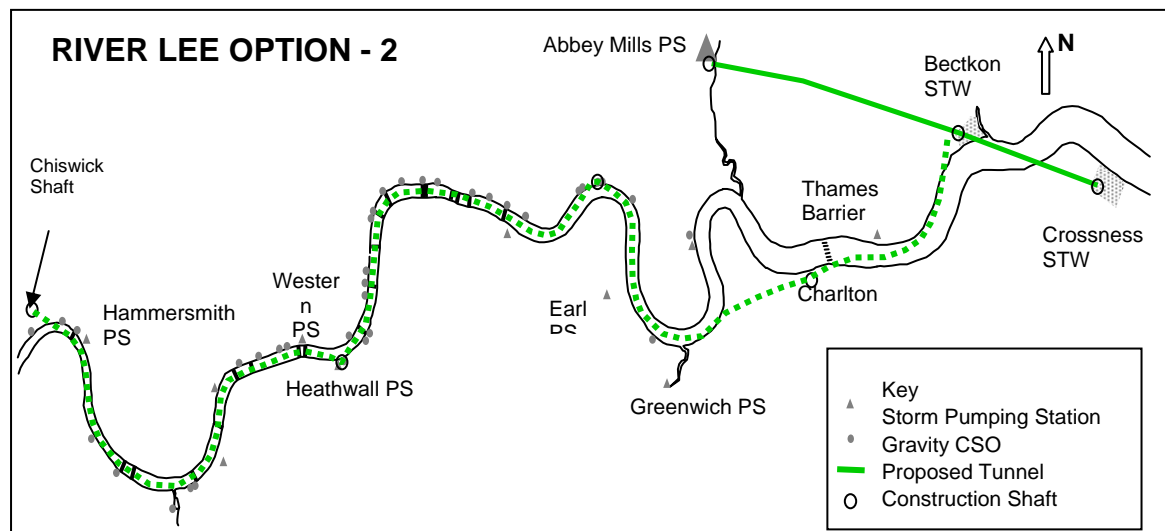 RIVER LEE OPTION - 2
Abbey Mills PS
N
Bectkon
STW
Chiswick
Shaft
Thames
Barrier
Crossness
STW
Hammersmith
PS
Wester
n
PS
Earl
PS
Charlton
Heathwall PS
Greenwich PS
Key
Storm Pumping Station
Gravity CSO
Proposed Tunnel
Construction Shaft